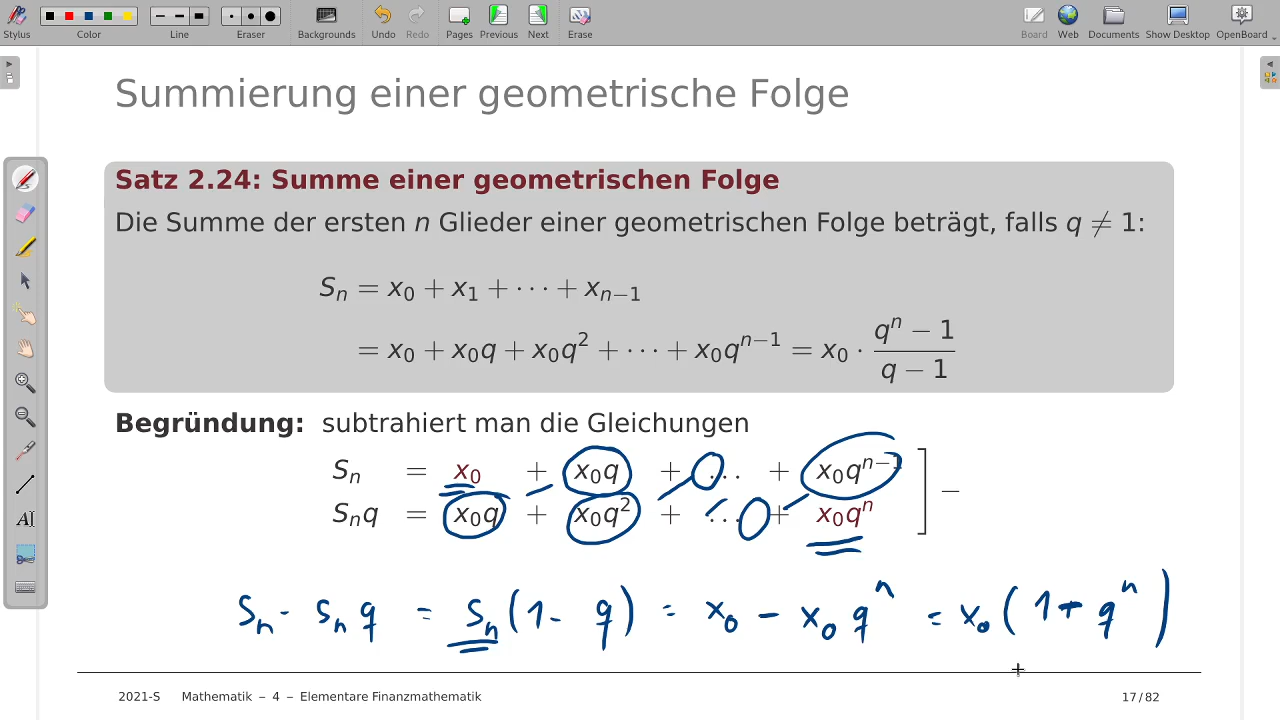 Stylus Color Line Eraser Backgrounds Undo Redo Pages Previous Next Erase Board Web Documents Show Desktop OpenBoard
Summierung einer geometrische Folge
Satz 2.24: Summe einer geometrischen Folge
Die Summe der ersten n Glieder einer geometrischen Folge beträgt, falls q ≠ 1:
Sₙ = x₀ + x₁ + ⋯ + xₙ₋₁
= x₀ + x₀q + x₀q² + ⋯ + x₀qⁿ⁻¹ = x₀ · (qⁿ − 1)/(q − 1)
Begründung: subtrahiert man die Gleichungen
Sₙ = x₀ + x₀q + … + x₀qⁿ⁻¹
Sₙq = x₀q + x₀q² + … + x₀qⁿ ] −
Sₙ - Sₙ q = Sₙ (1 - q) = x₀ − x₀ qⁿ = x₀ (1 + qⁿ)
2021-S Mathematik – 4 – Elementare Finanzmathematik 17/82